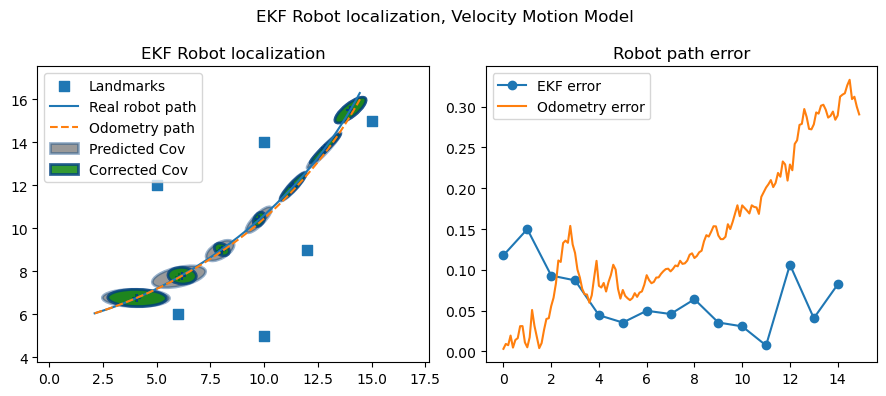 EKF Robot localization, Velocity Motion Model
EKF Robot localization
Landmarks
Real robot path
Odometry path
Predicted Cov
Corrected Cov
16
14
12
10
8
6
4
0.0 2.5 5.0 7.5 10.0 12.5 15.0 17.5
Robot path error
EKF error
Odometry error
0.30
0.25
0.20
0.15
0.10
0.05
0.00
0 2 4 6 8 10 12 14